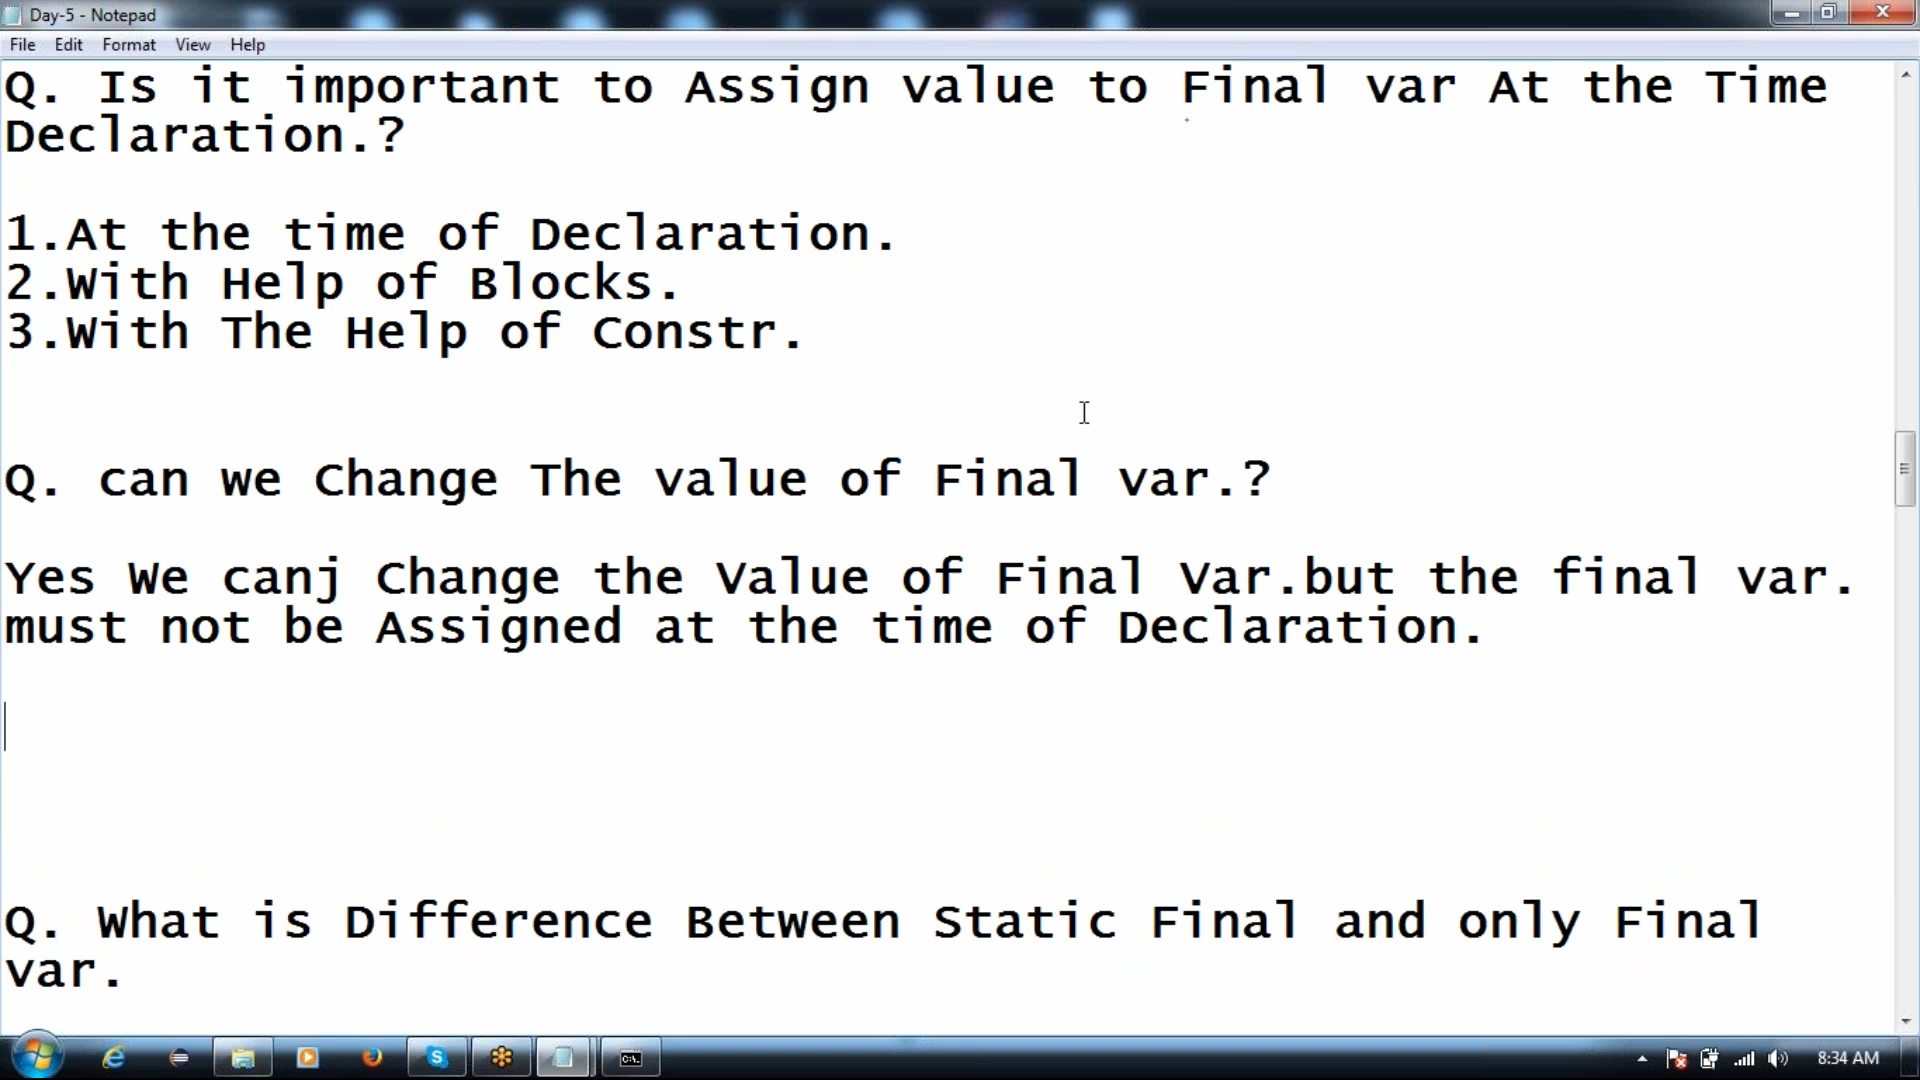 Day-5 - Notepad
File Edit Format View Help
Q. Is it important to Assign value to Final var At the Time
Declaration.?
1.At the time of Declaration.
2.With Help of Blocks.
3.With The Help of Constr.
Q. can we Change The value of Final var.?
Yes We canj Change the Value of Final Var.but the final var.
must not be Assigned at the time of Declaration.
Q. What is Difference Between Static Final and only Final
var.
8:34 AM